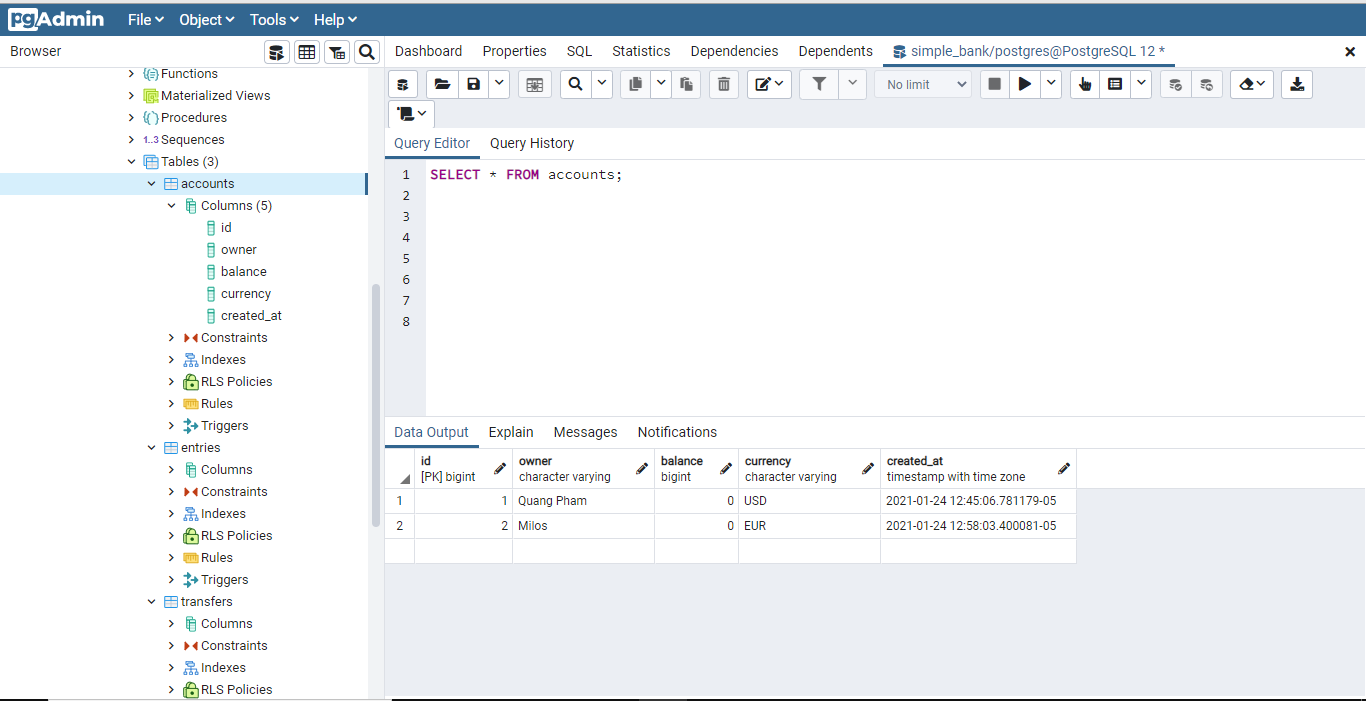 pgAdmin File Object Tools Help
Browser
Dashboard Properties SQL Statistics Dependencies Dependents simple_bank/postgres@PostgreSQL 12 *
Functions
Materialized Views
Procedures
1..3 Sequences
Tables (3)
accounts
Columns (5)
id
owner
balance
currency
created_at
Constraints
Indexes
RLS Policies
Rules
Triggers
entries
Columns
Constraints
Indexes
RLS Policies
Rules
Triggers
transfers
Columns
Constraints
Indexes
RLS Policies
No limit
Query Editor Query History
1 SELECT * FROM accounts;
2
3
4
5
6
7
8
Data Output Explain Messages Notifications
id owner balance currency created_at
[PK] bigint character varying bigint character varying timestamp with time zone
1 1 Quang Pham 0 USD 2021-01-24 12:45:06.781179-05
2 2 Milos 0 EUR 2021-01-24 12:58:03.400081-05